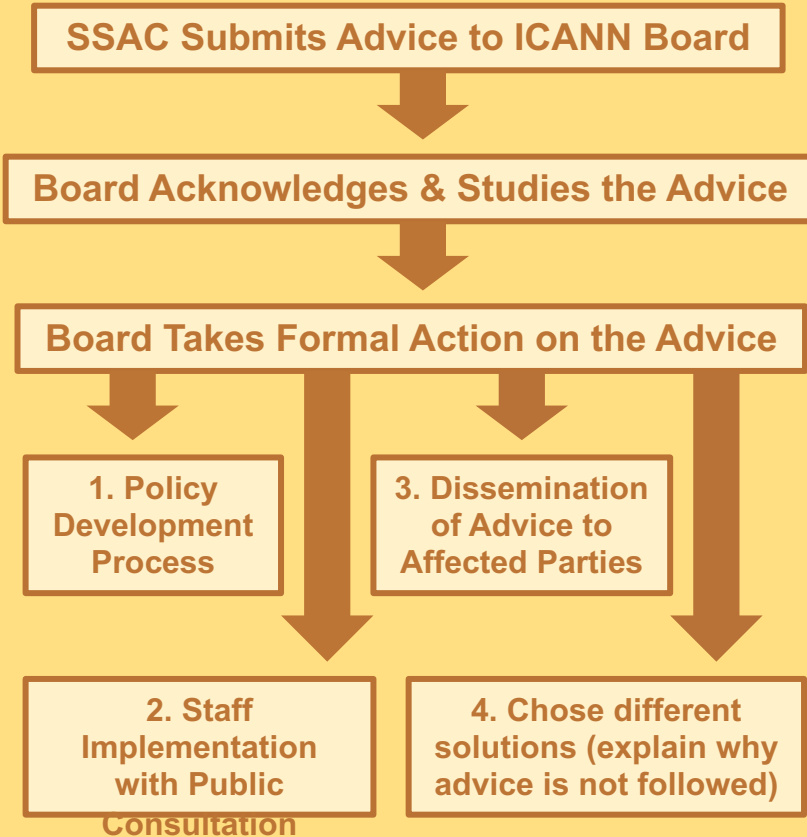 SSAC Submits Advice to ICANN Board
Board Acknowledges & Studies the Advice
Board Takes Formal Action on the Advice
1. Policy
Development
Process
3. Dissemination
of Advice to
Affected Parties
2. Staff
Implementation
with Public
Consultation
4. Chose different
solutions (explain why
advice is not followed)